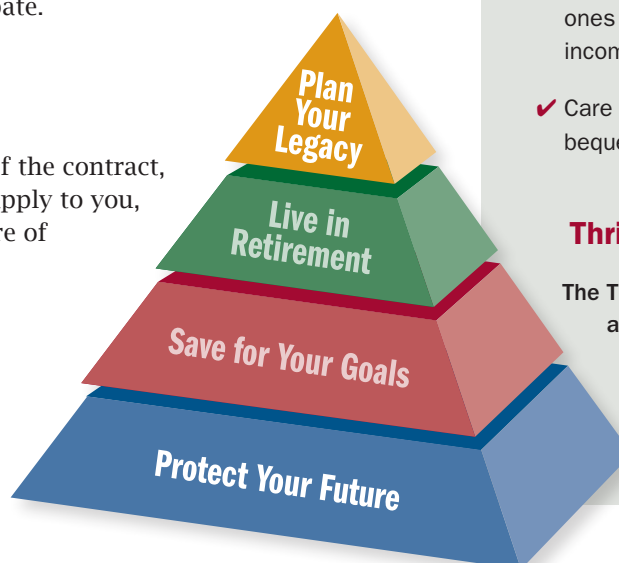 f the contract,
pply to you,
re of
Plan
Your
Legacy
Live in
Retirement
Save for Your Goals
Protect Your Future
ones
incom
✔ Care
beque
Thri
The T
a